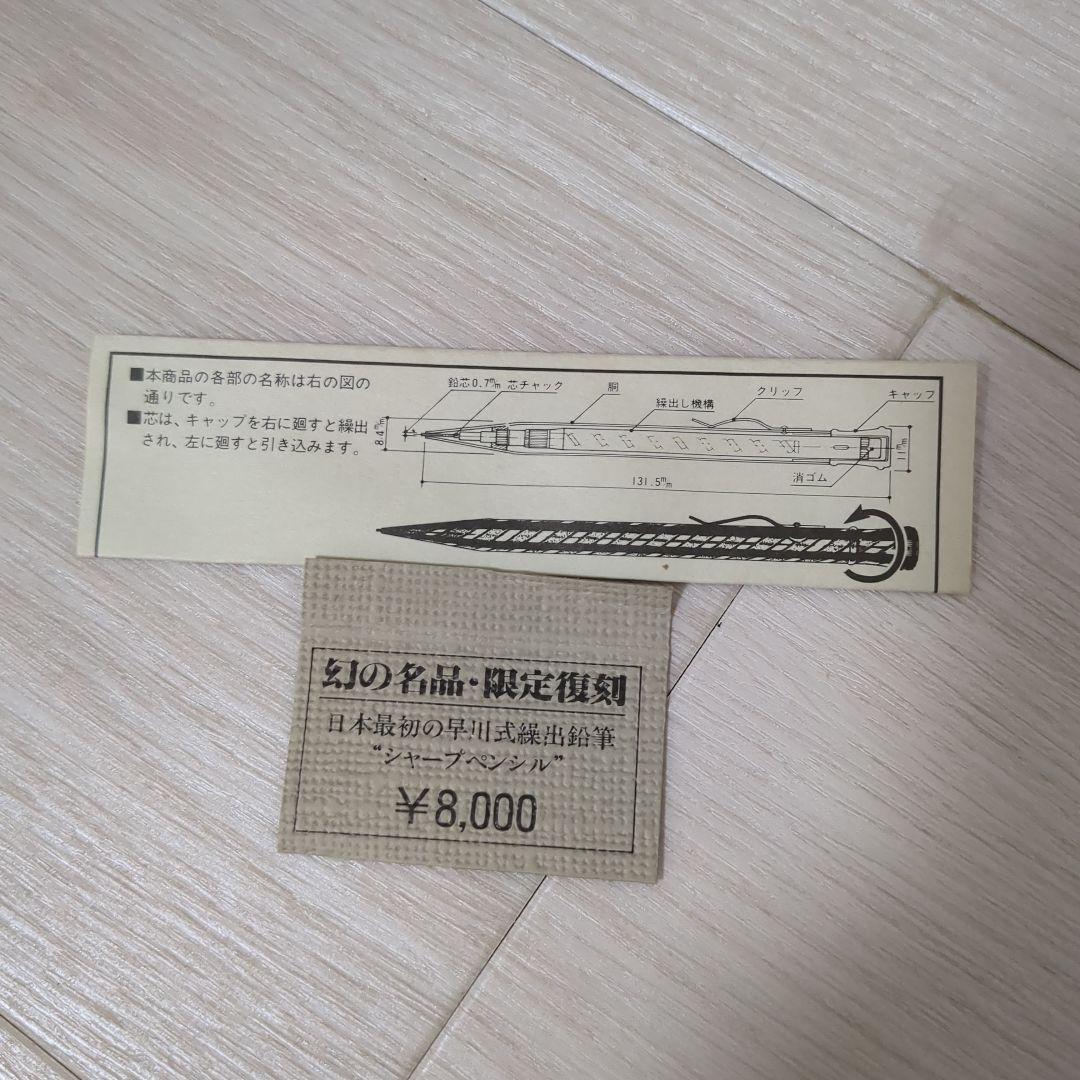 ■本商品の各部の名称は右の図の
通りです。
■芯は、キャップを右に廻すと繰出
され、左に廻すと引き込みます。
鉛芯0.7m/m 芯チャック
胴
繰出し機構
クリップ
キャップ
8.4m/m
11m/m
消ゴム
131.5m/m
幻の名品・限定復刻
日本最初の早川式繰出鉛筆
“シャープペンシル”
¥8,000